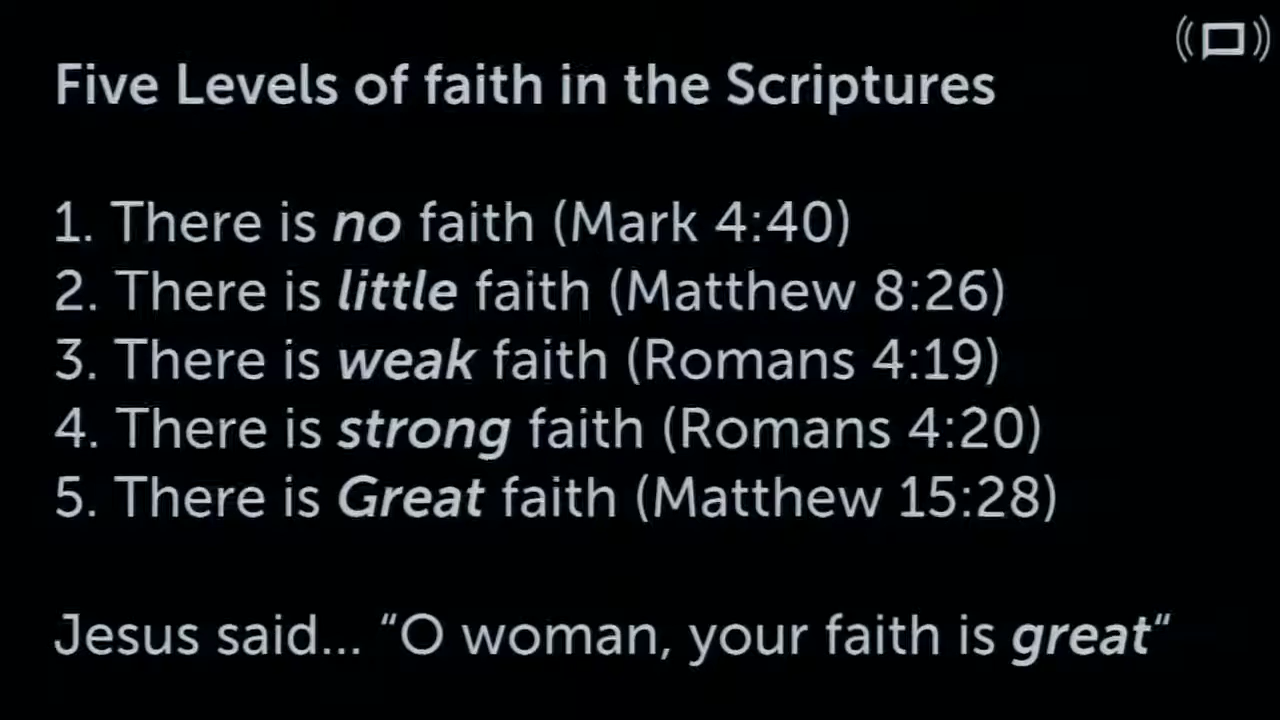 Five Levels of faith in the Scriptures
1. There is no faith (Mark 4:40)
2. There is little faith (Matthew 8:26)
3. There is weak faith (Romans 4:19)
4. There is strong faith (Romans 4:20)
5. There is Great faith (Matthew 15:28)
Jesus said... “O woman, your faith is great“